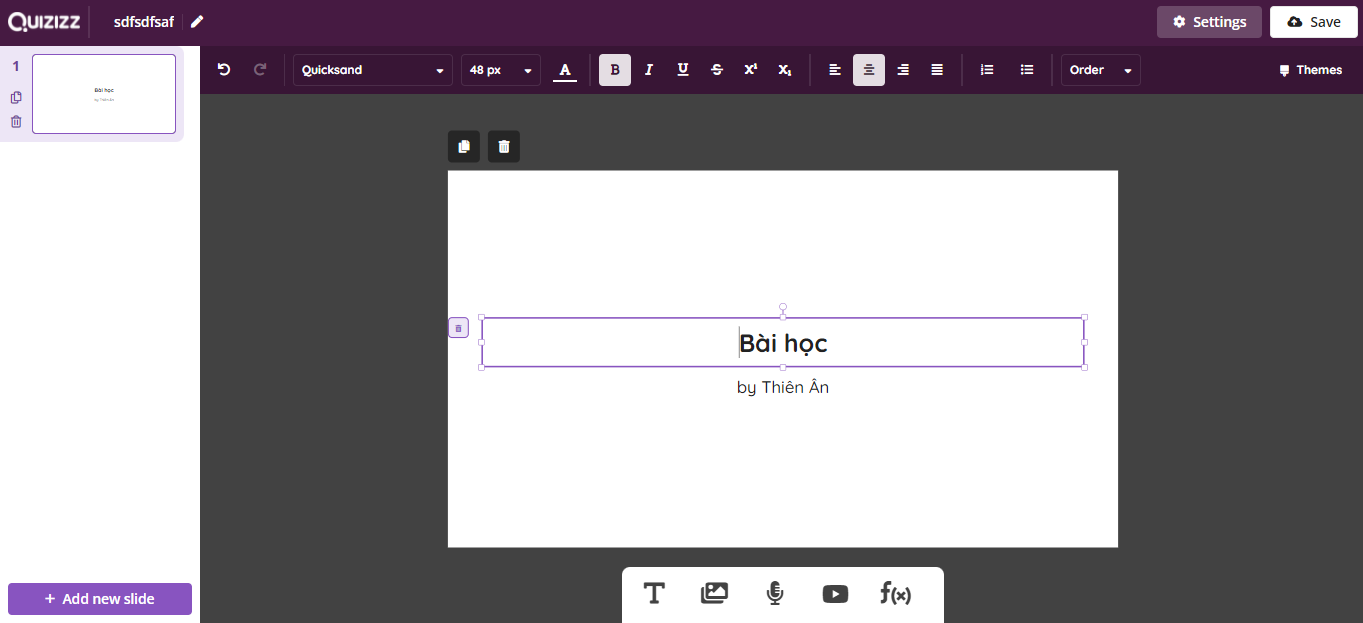 QUIZIZZ
sdfsdfsaf
Settings
Save
1
Quicksand
48 px
A
B
I
U
S
X¹
X₁
Order
Themes
Bài học
by Thiên Ân
Bài học
by Thiên Ân
+ Add new slide
T
f(x)